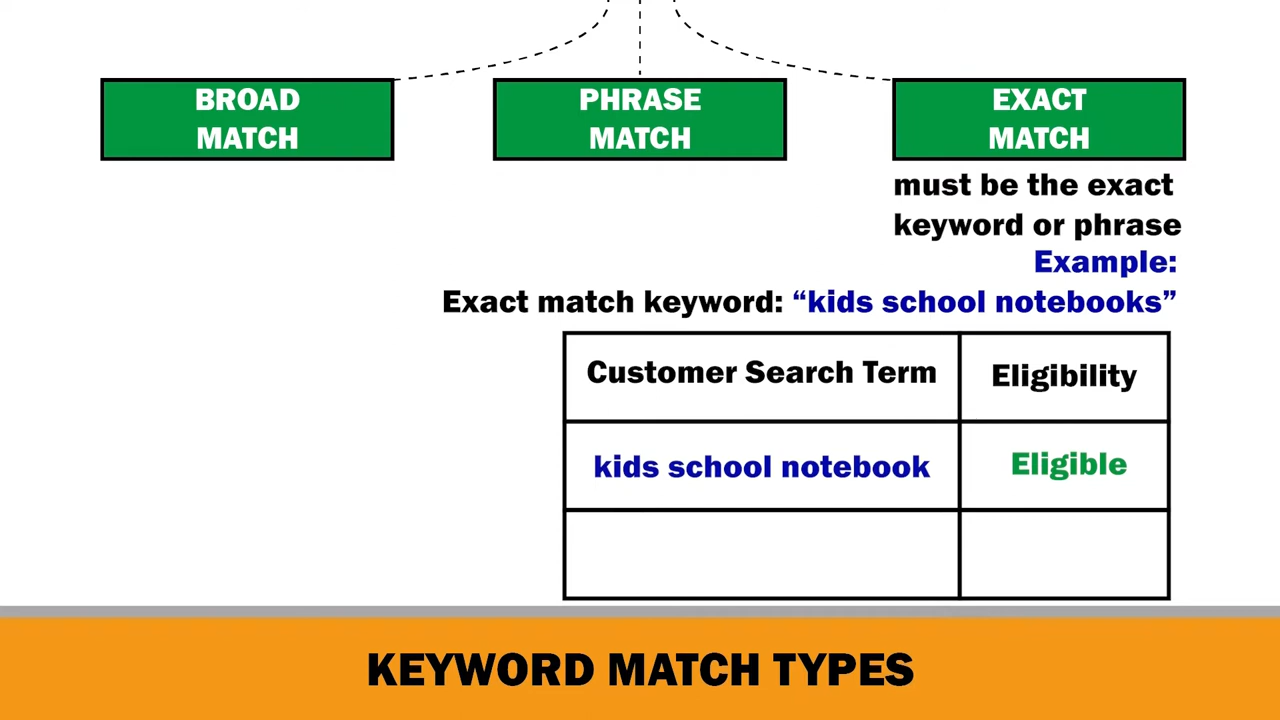 BROAD
MATCH
PHRASE
MATCH
EXACT
MATCH
must be the exact
keyword or phrase
Example:
Exact match keyword: “kids school notebooks”
Customer Search Term
Eligibility
kids school notebook
Eligible
KEYWORD MATCH TYPES